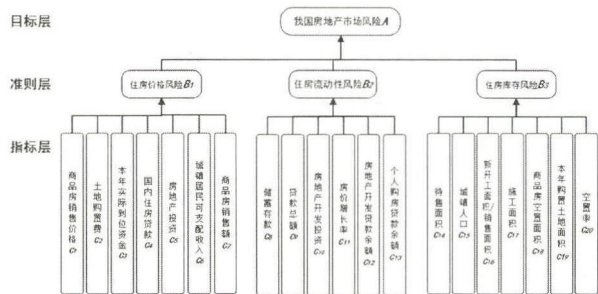 目标层
我国房地产市场风险A
准则层
住房价格风险B1
住房流动性风险B2
住房库存风险B3
指标层
商品房销售价格C1
土地购置费C2
本年实际到位资金C3
国内住房贷款C4
房地产投资C5
城镇居民可支配收入C6
商品房销售额C7
储蓄存款C8
贷款总额C9
房地产开发投资C10
房价增长率C11
房地产开发贷款余额C12
个人购房贷款余额C13
待售面积C14
城镇人口C15
新开工面积/销售面积C16
施工面积C17
商品房空置面积C18
本年购置土地面积C19
空置率C20